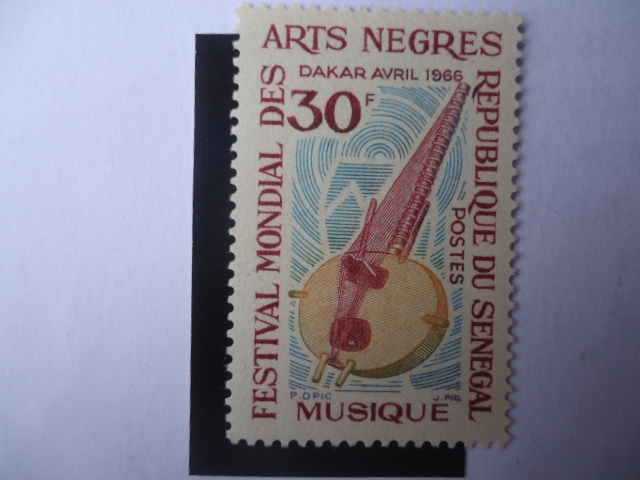 FESTIVAL MONDIAL DES
ARTS NEGRES
REPUBLIQUE DU SENEGAL
DAKAR AVRIL 1966
30F
POSTES
P. OPIC
J. PIEL
MUSIQUE